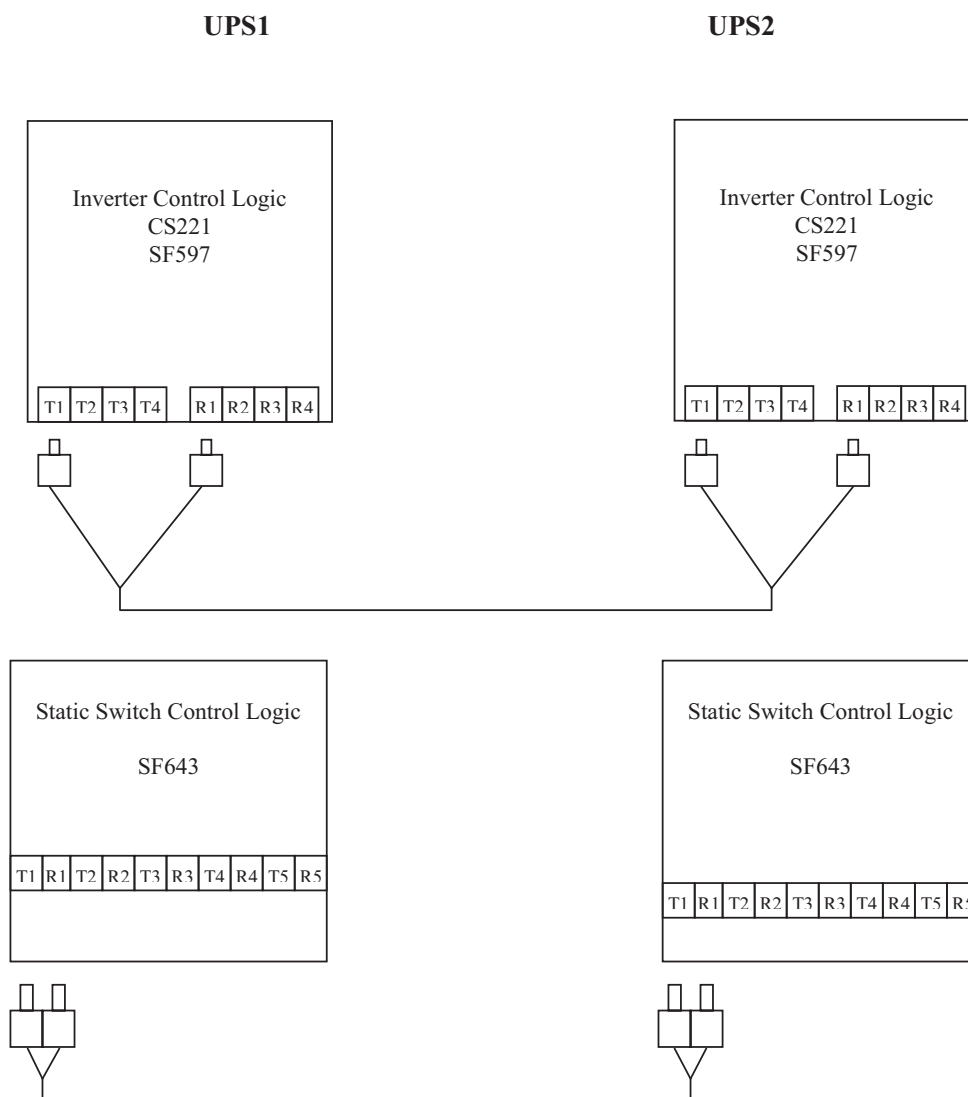 UPS1 UPS2
Inverter Control Logic
CS221
SF597
Inverter Control Logic
CS221
SF597
T1 T2 T3 T4 R1 R2 R3 R4
T1 T2 T3 T4 R1 R2 R3 R4
Static Switch Control Logic
SF643
Static Switch Control Logic
SF643
T1 R1 T2 R2 T3 R3 T4 R4 T5 R5
T1 R1 T2 R2 T3 R3 T4 R4 T5 R5